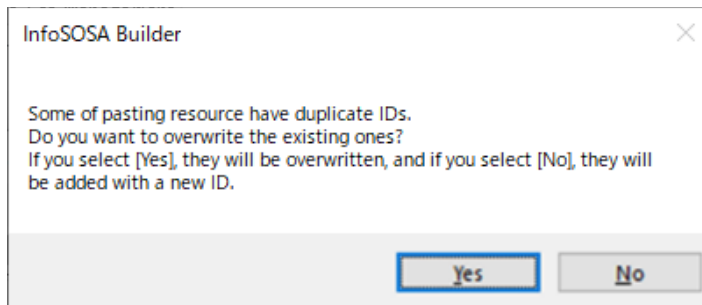 InfoSOSA Builder
Some of pasting resource have duplicate IDs.
Do you want to overwrite the existing ones?
If you select [Yes], they will be overwritten, and if you select [No], they will
be added with a new ID.
Yes
No